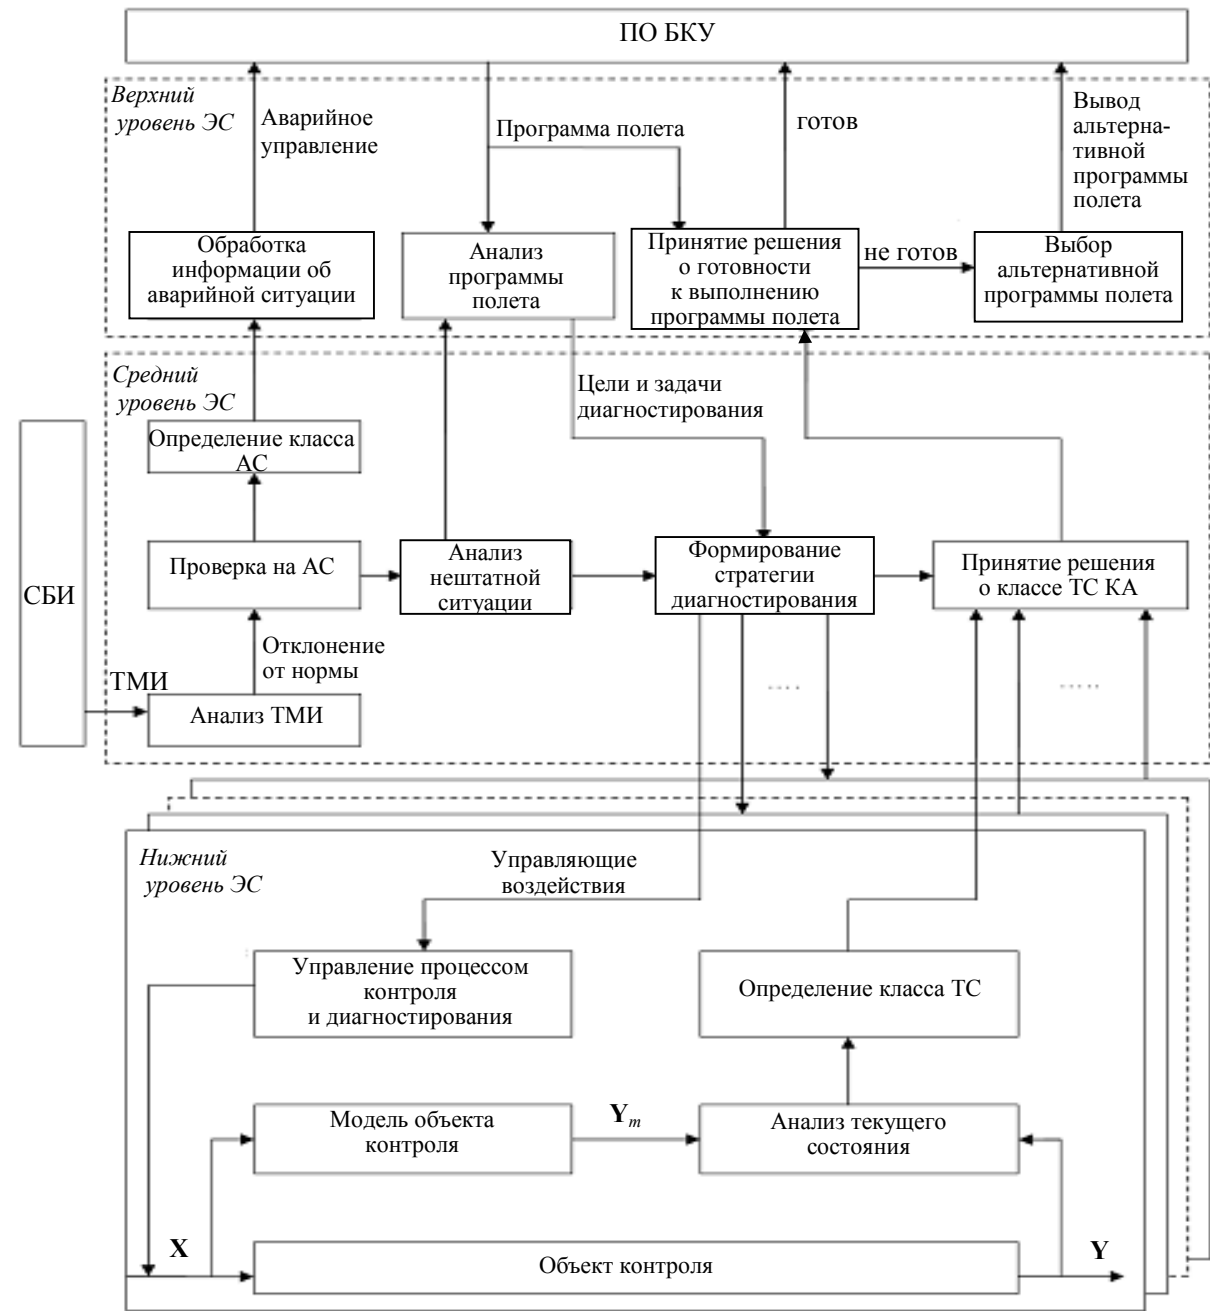 ПО БКУ
Верхний
уровень ЭС
Аварийное
управление
Программа полета
готов
Вывод
альтерна-
тивной
программы
полета
Обработка
информации об
аварийной ситуации
Анализ
программы
полета
Принятие решения
о готовности
к выполнению
программы полета
не готов
Выбор
альтернативной
программы полета
Средний
уровень ЭС
Цели и задачи
диагностирования
Определение класса
АС
СБИ
Проверка на АС
Анализ
нештатной
ситуации
Формирование
стратегии
диагностирования
Принятие решения
о классе ТС КА
Отклонение
от нормы
ТМИ
Анализ ТМИ
....
.....
Нижний
уровень ЭС
Управляющие
воздействия
Управление процессом
контроля
и диагностирования
Определение класса ТС
Модель объекта
контроля
Ym
Анализ текущего
состояния
X
Объект контроля
Y